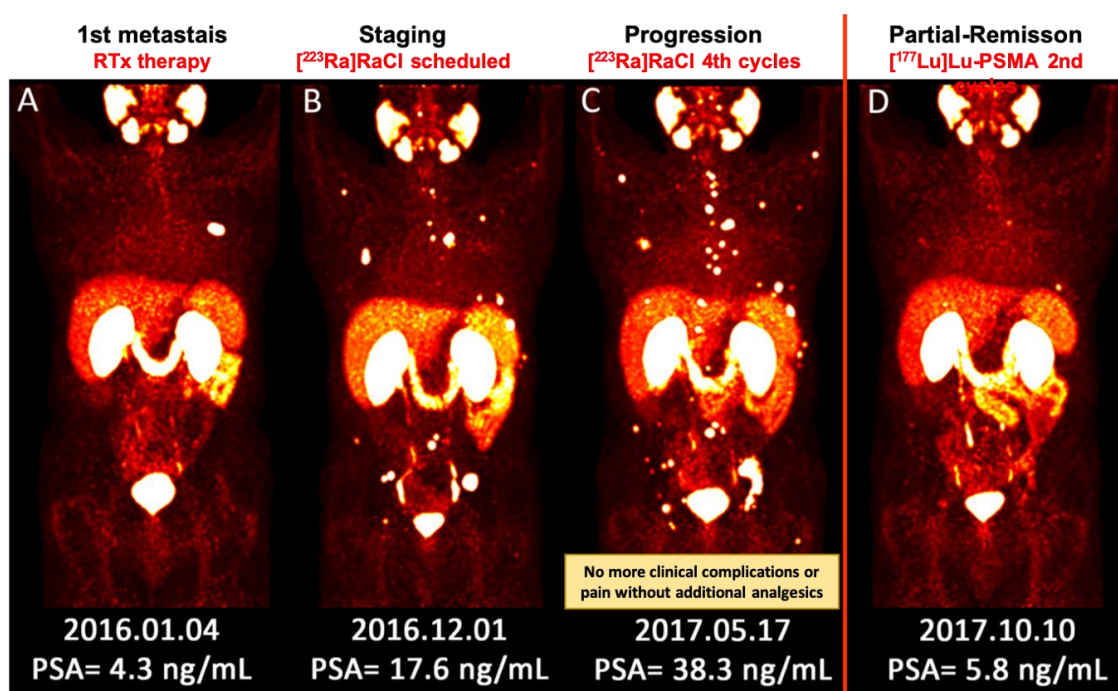 1st metastais
RTx therapy
Staging
[²²³Ra]RaCl scheduled
Progression
[²²³Ra]RaCl 4th cycles
Partial-Remisson
[¹⁷⁷Lu]Lu-PSMA 2nd
cycles
A
B
C
D
No more clinical complications or
pain without additional analgesics
2016.01.04
PSA= 4.3 ng/mL
2016.12.01
PSA= 17.6 ng/mL
2017.05.17
PSA= 38.3 ng/mL
2017.10.10
PSA= 5.8 ng/mL